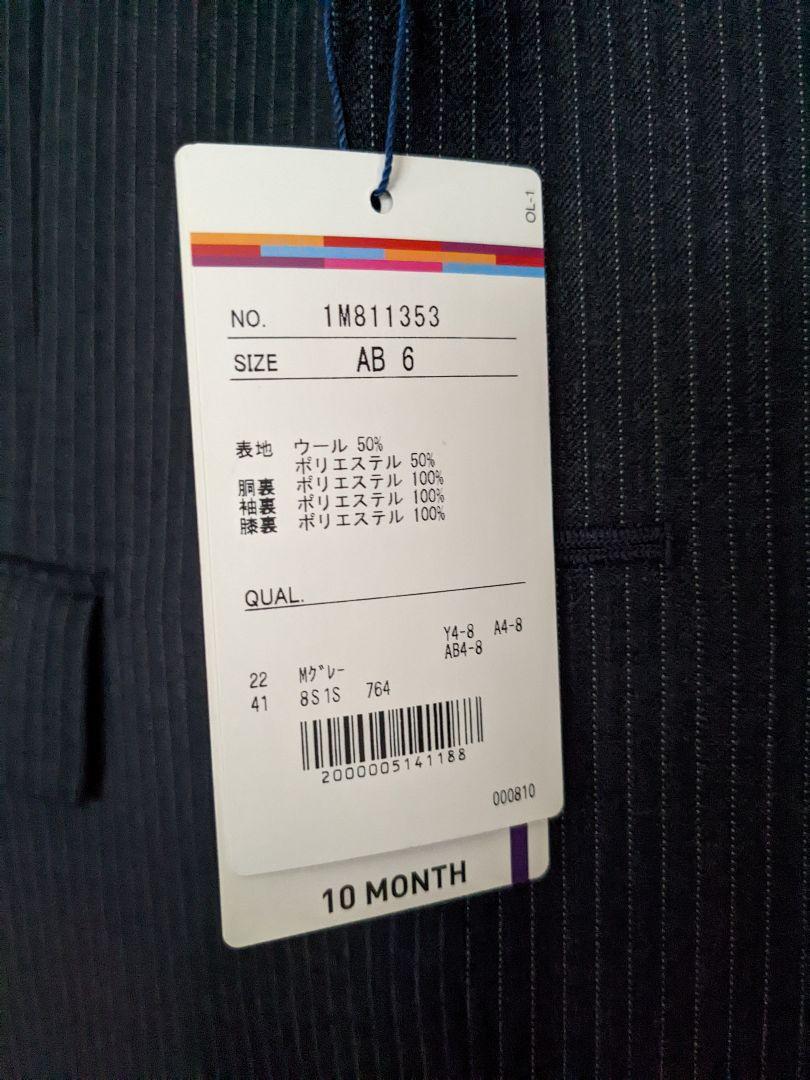 OL-1
NO. 1M811353
SIZE AB 6
表地 ウール 50%
ポリエステル 50%
胴裏 ポリエステル 100%
袖裏 ポリエステル 100%
膝裏 ポリエステル 100%
QUAL.
Y4-8 A4-8
AB4-8
22 Mグレー
41 8S1S 764
2000005141188
000810
10 MONTH